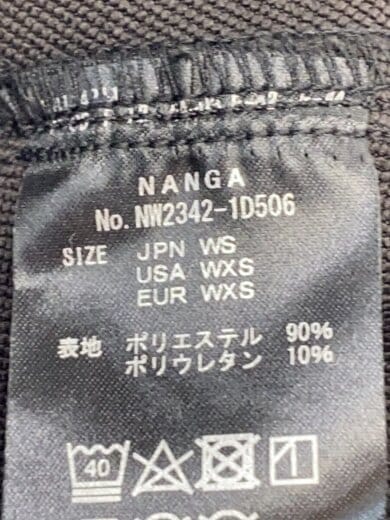 NANGA
No. NW2342-1D506
SIZE JPN WS
USA WXS
EUR WXS
表地 ポリエステル 90%
ポリウレタン 10%
40
1